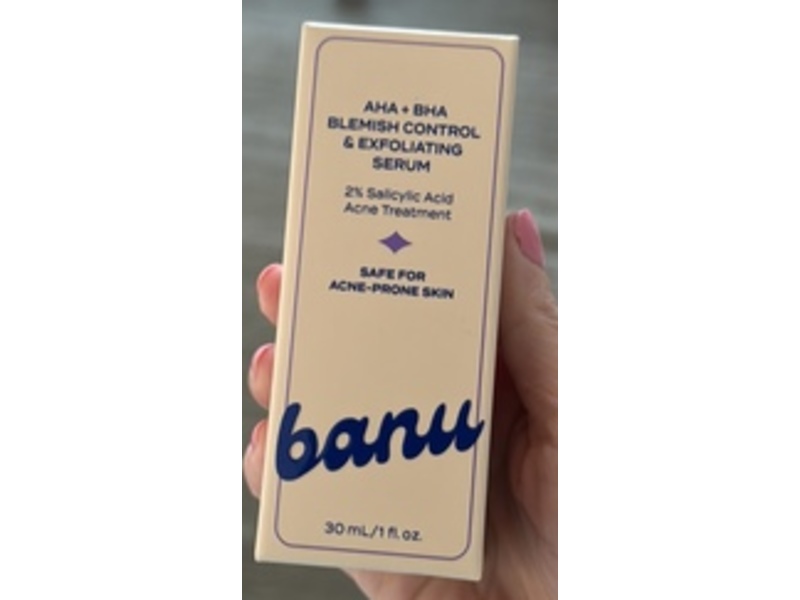 AHA + BHA
BLEMISH CONTROL
& EXFOLIATING
SERUM
2% Salicylic Acid
Acne Treatment
SAFE FOR
ACNE-PRONE SKIN
banu
30 mL/1 fl. oz.